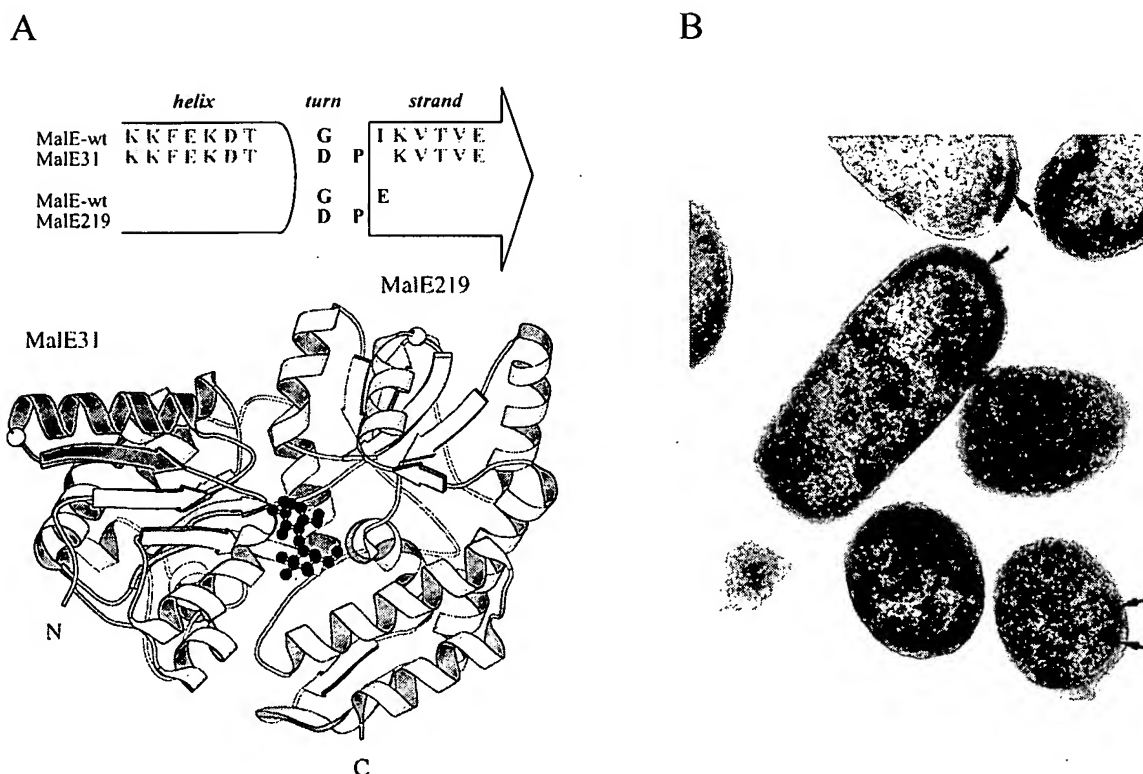 A
B
helix turn strand
MalE-wt K K F E K D T G I K V T V E
MalE31 K K F E K D T D P K V T V E
MalE-wt G E
MalE219 D P
MalE219
MalE31
N
C